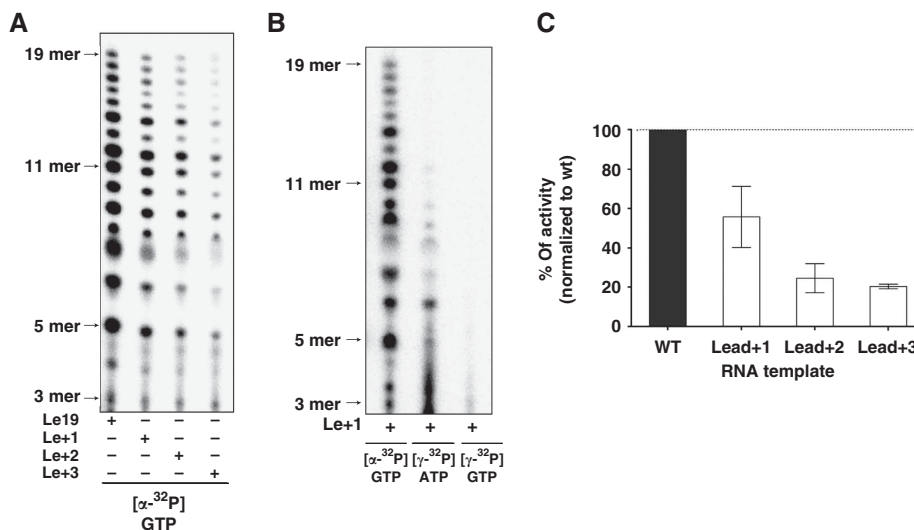 A
19 mer
11 mer
5 mer
3 mer
Le19 + – – –
Le+1 – + – –
Le+2 – – + –
Le+3 – – – +
[α-³²P]
GTP
B
19 mer
11 mer
5 mer
3 mer
Le+1 + + +
[α-³²P] [γ-³²P] [γ-³²P]
GTP ATP GTP
C
% Of activity
(normalized to wt)
100
80
60
40
20
0
WT Lead+1 Lead+2 Lead+3
RNA template